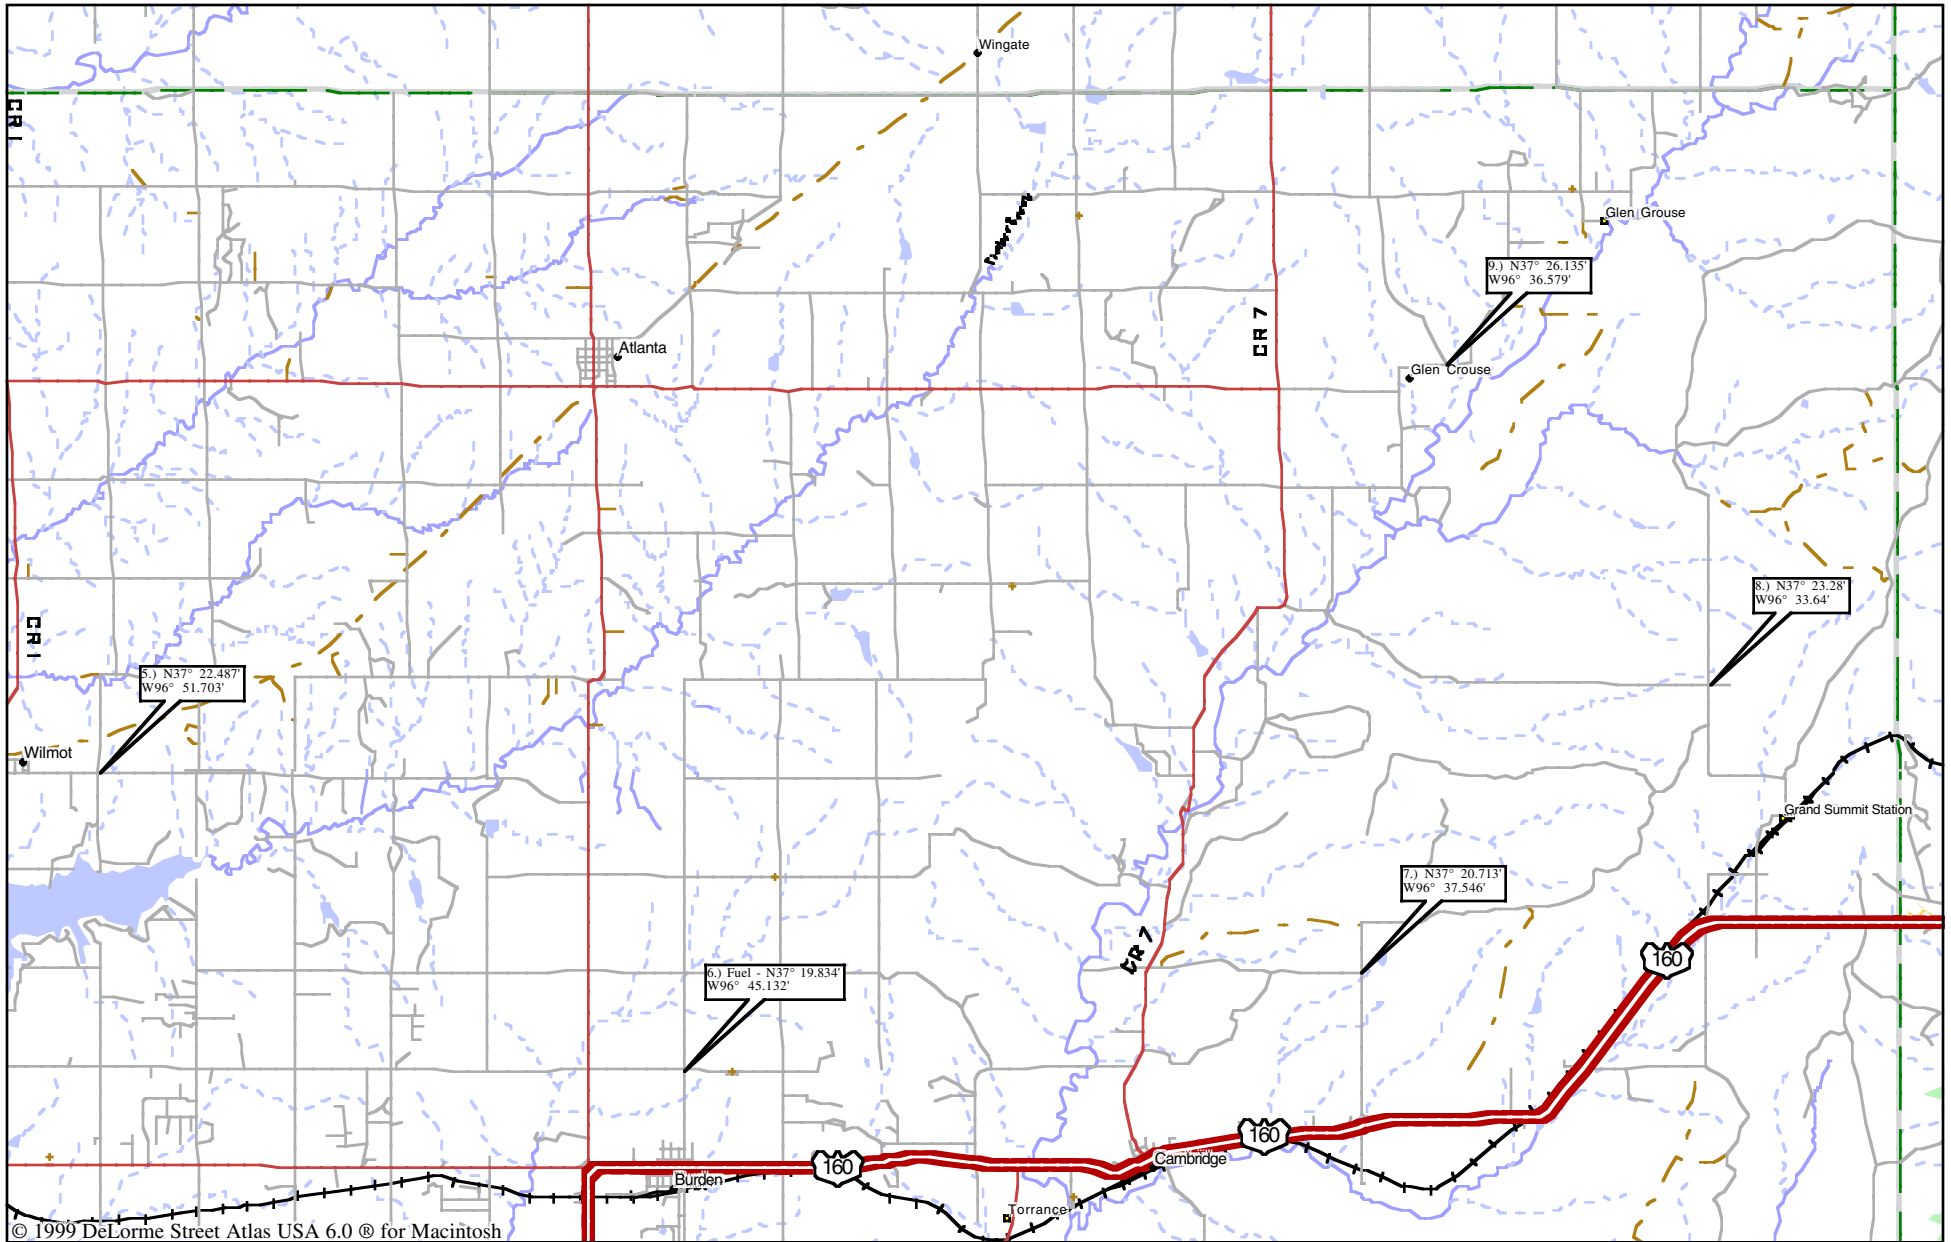 Wingate
CR 1
Glen Grouse
9.) N37° 26.135'
W96° 36.579'
CR 7
Atlanta
Glen Crouse
8.) N37° 23.28'
W96° 33.64'
CR 1
5.) N37° 22.487'
W96° 51.703'
Wilmot
Grand Summit Station
7.) N37° 20.713'
W96° 37.546'
CR 7
160
6.) Fuel - N37° 19.834'
W96° 45.132'
160
160
Cambridge
Burden
Torrance
© 1999 DeLorme Street Atlas USA 6.0 ® for Macintosh